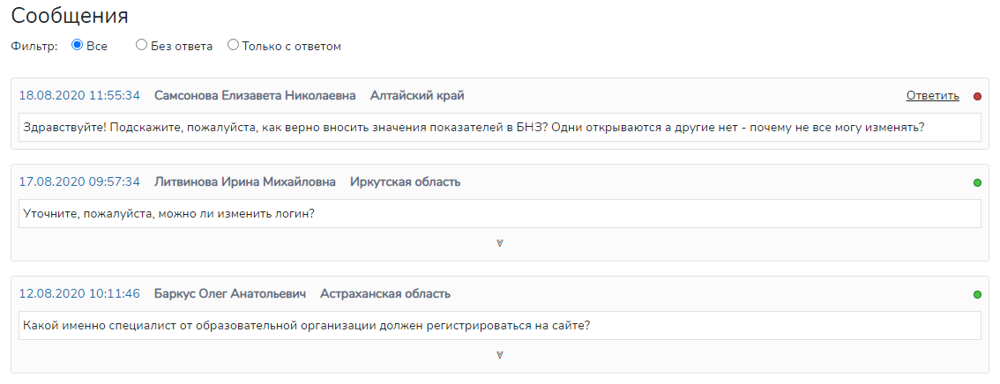 Сообщения
Фильтр: Все Без ответа Только с ответом
18.08.2020 11:55:34 Самсонова Елизавета Николаевна Алтайский край Ответить
Здравствуйте! Подскажите, пожалуйста, как верно вносить значения показателей в БНЗ? Одни открываются а другие нет - почему не все могу изменять?
17.08.2020 09:57:34 Литвинова Ирина Михайловна Иркутская область
Уточните, пожалуйста, можно ли изменить логин?
12.08.2020 10:11:46 Баркус Олег Анатольевич Астраханская область
Какой именно специалист от образовательной организации должен регистрироваться на сайте?